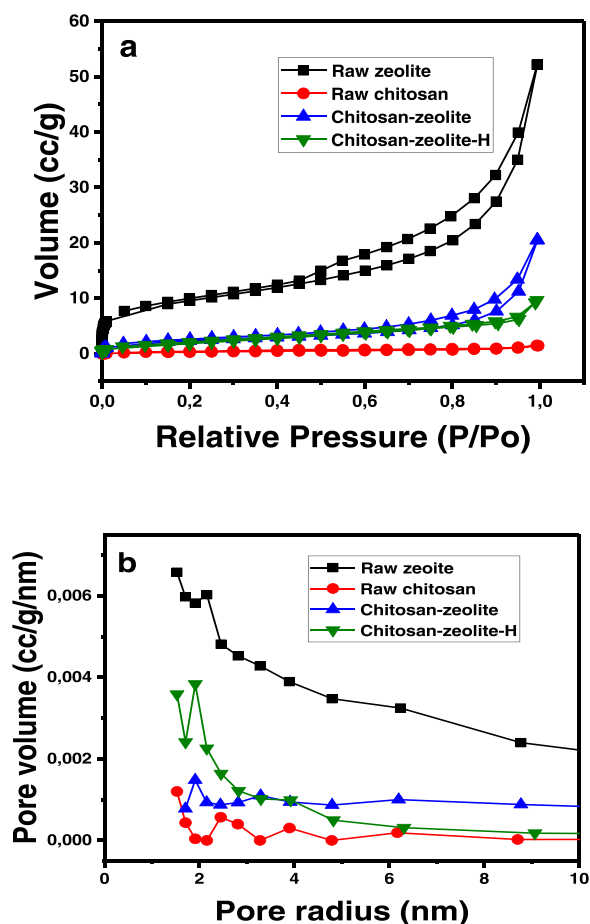 a
Raw zeolite
Raw chitosan
Chitosan-zeolite
Chitosan-zeolite-H
Volume (cc/g)
60
50
40
30
20
10
0
0,0 0,2 0,4 0,6 0,8 1,0
Relative Pressure (P/Po)
b
Raw zeoite
Raw chitosan
Chitosan-zeolite
Chitosan-zeolite-H
Pore volume (cc/g/nm)
0,006
0,004
0,002
0,000
0 2 4 6 8 10
Pore radius (nm)